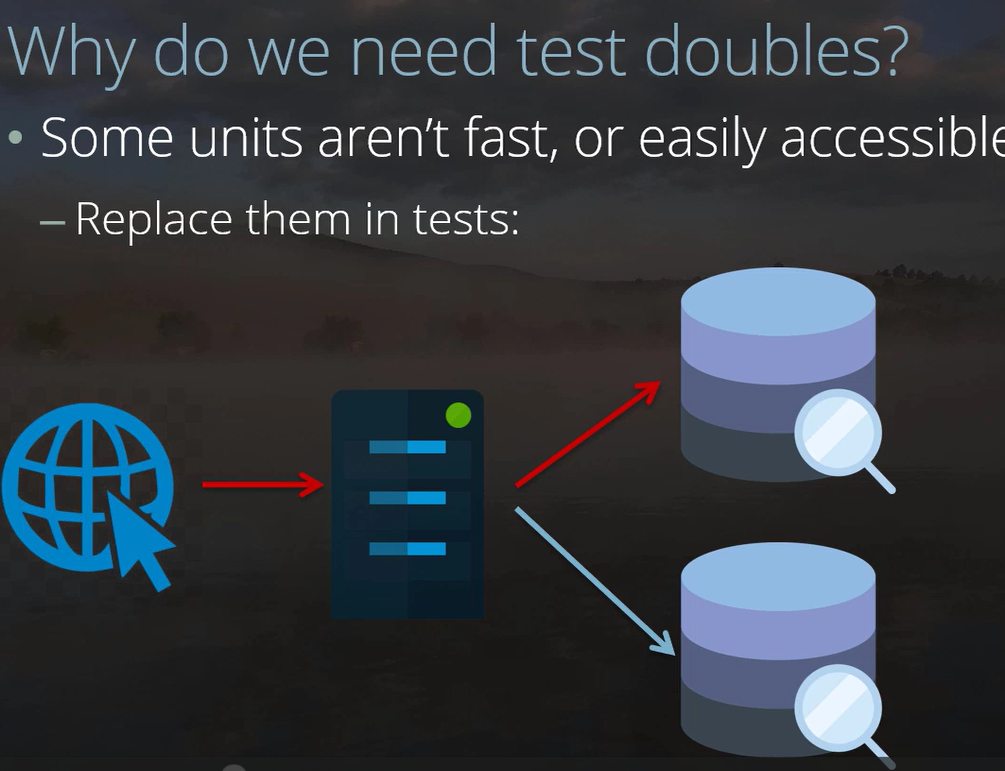 Why do we need test doubles?
• Some units aren’t fast, or easily accessible
– Replace them in tests: